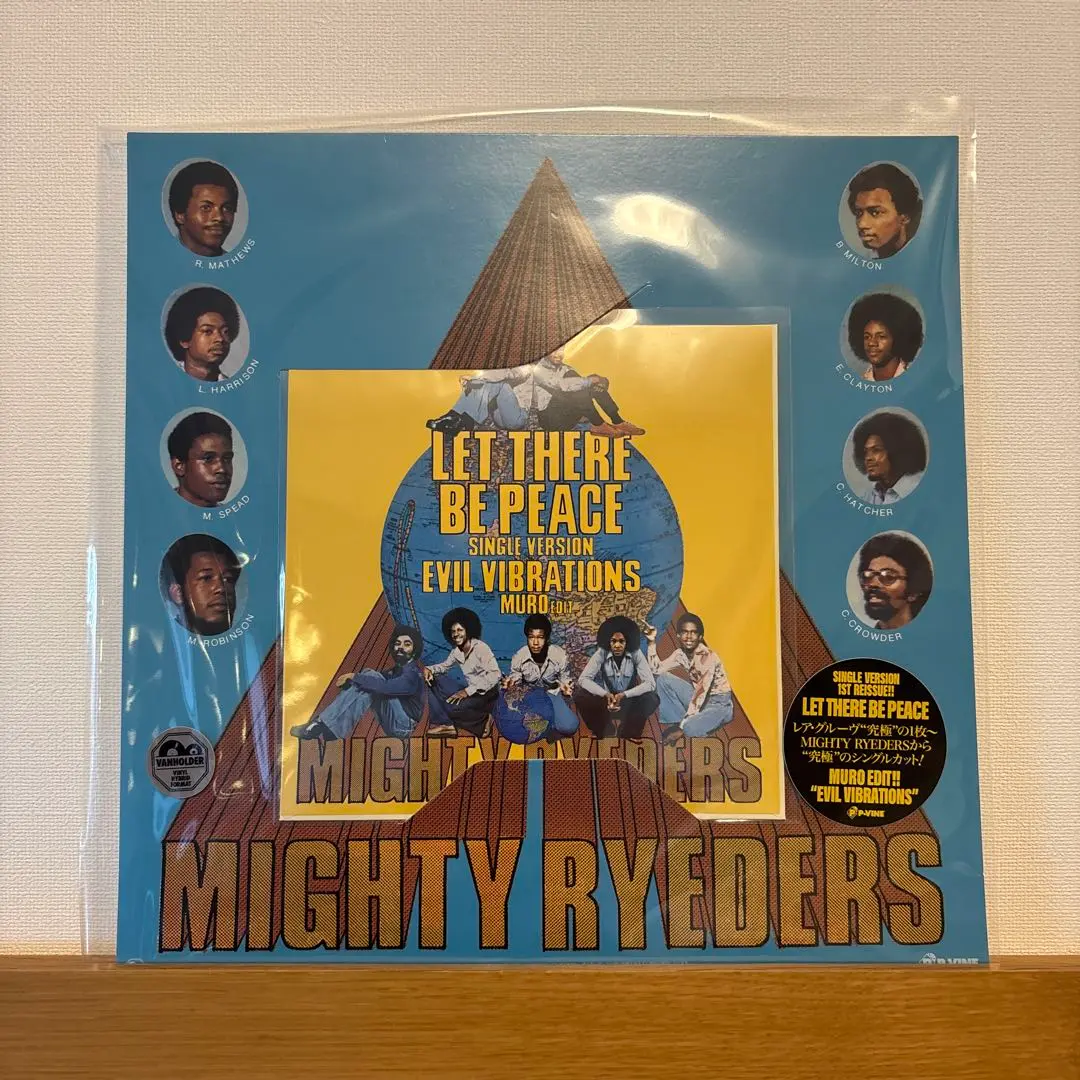 R. MATHEWS
L. HARRISON
M. SPEAD
M. ROBINSON
B. MILTON
E. CLAYTON
C. HATCHER
C. CROWDER
LET THERE
BE PEACE
SINGLE VERSION
EVIL VIBRATIONS
MURO EDIT
MIGHTY RYEDERS
VANHOLDER
VINYL
HYBRID
FORMAT
SINGLE VERSION
1ST REISSUE!!
LET THERE BE PEACE
レア・グルーヴ“究極”の1枚〜
MIGHTY RYEDERSから
“究極”のシングルカット!
MURO EDIT!!
“EVIL VIBRATIONS”
P-VINE
MIGHTY RYEDERS
P-VINE